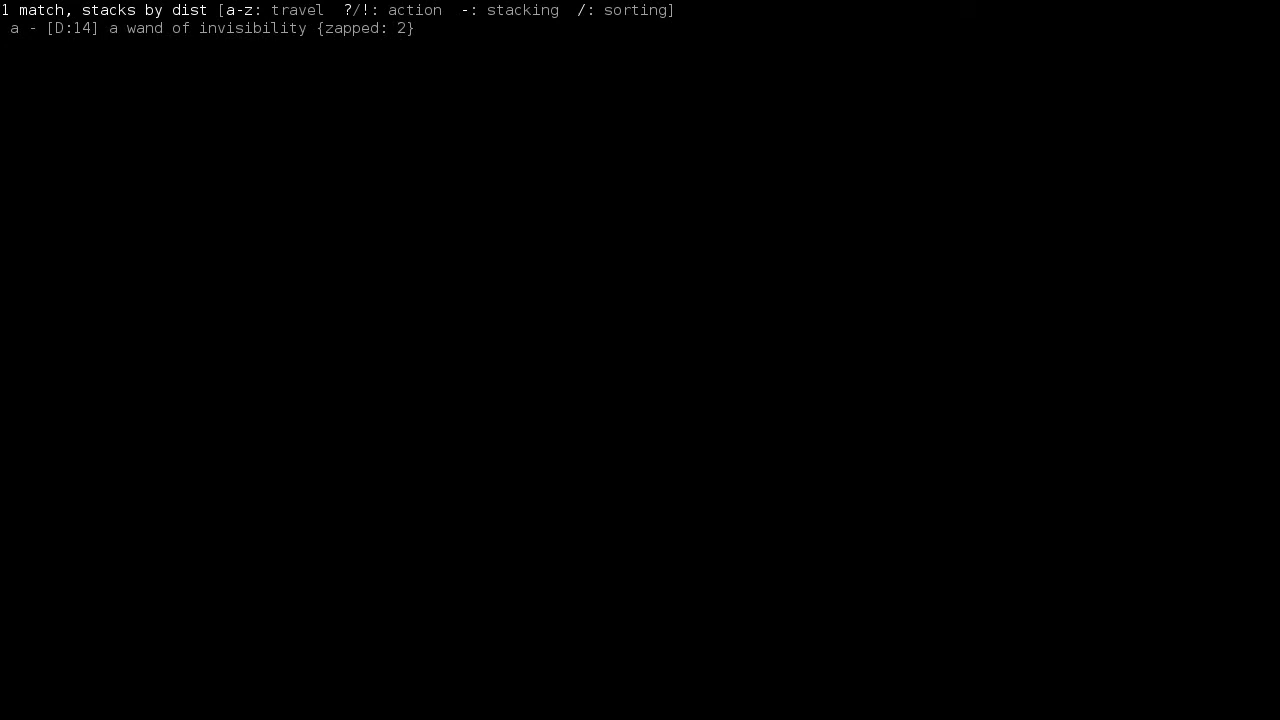 1 match, stacks by dist [a-z: travel  ?/!: action  -: stacking  /: sorting]
a - [D:14] a wand of invisibility {zapped: 2}